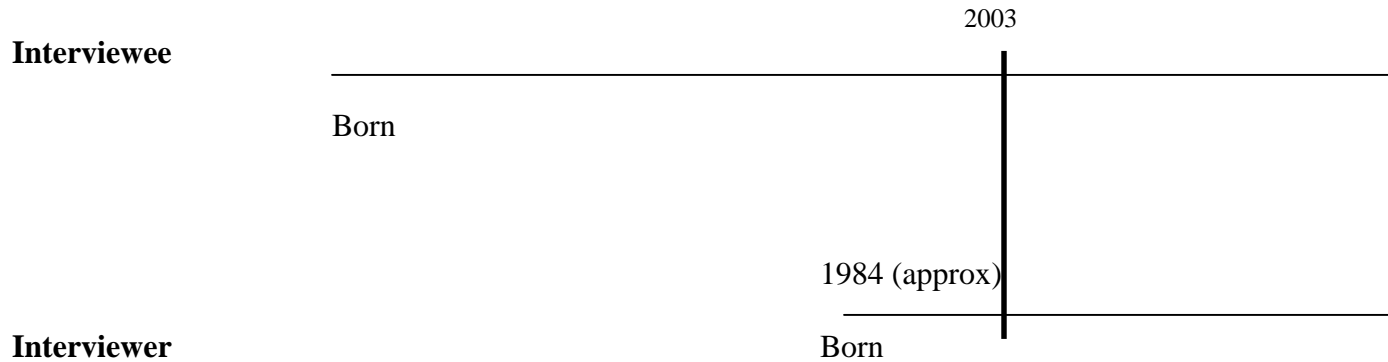 2003
Interviewee
Born
1984 (approx)
Interviewer
Born